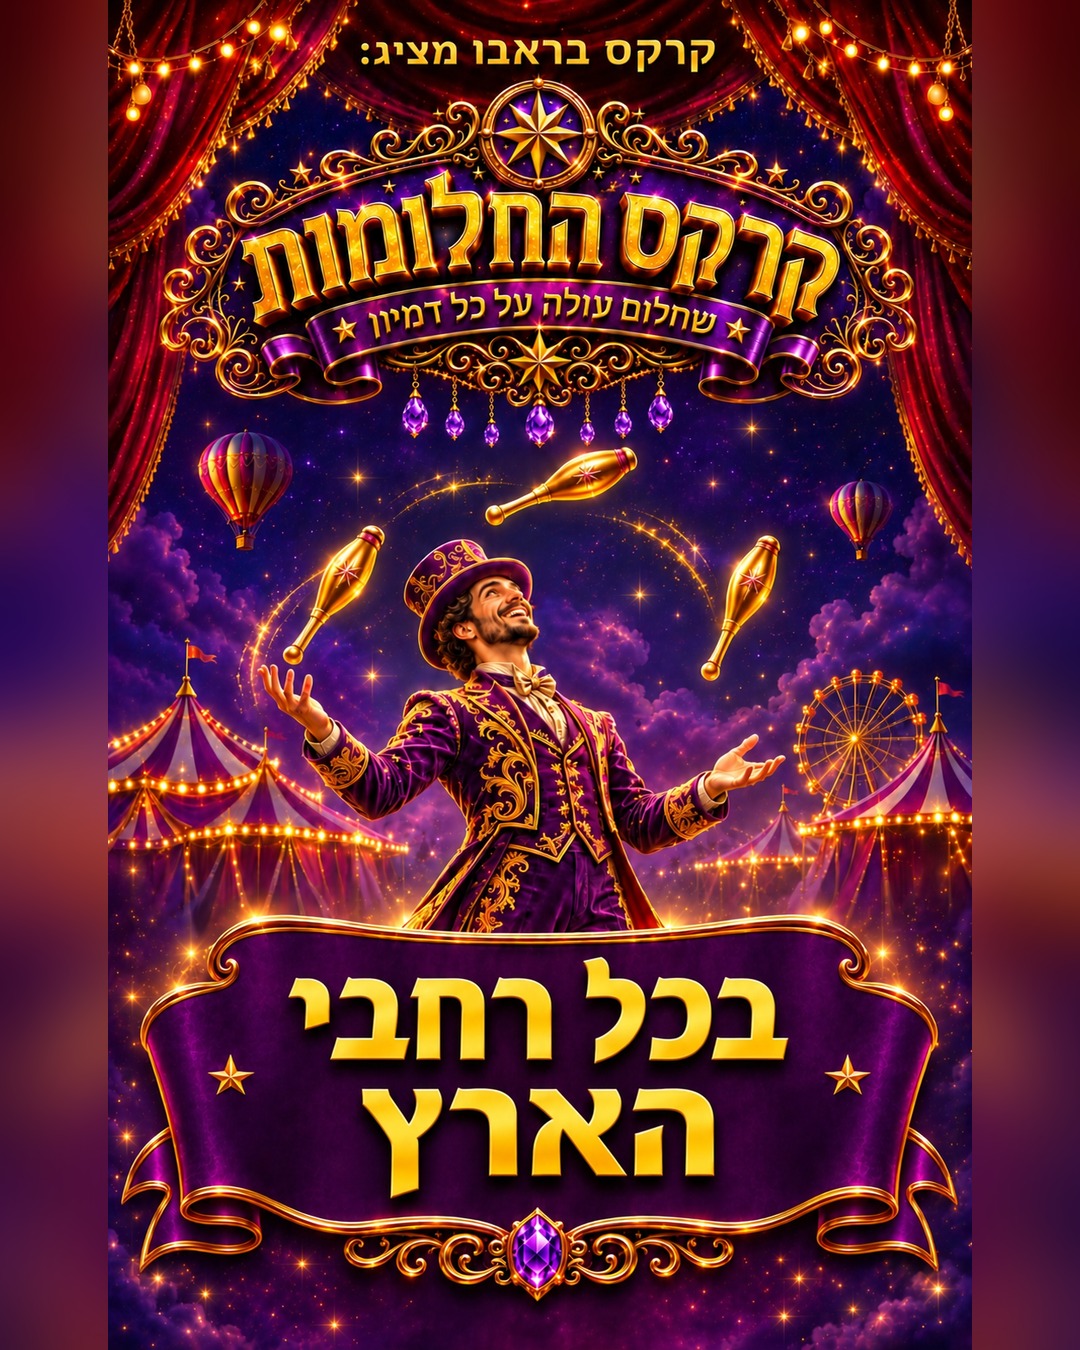 קרקס בראבו מציג:
קרקס החלומות
שחלום עולה על כל דמיון
בכל רחבי
הארץ